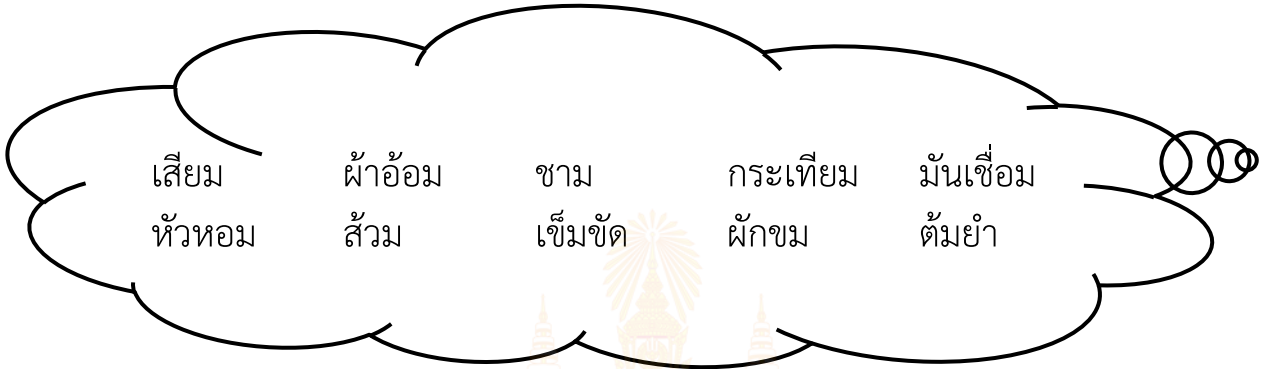 เสียม ผ้าอ้อม ชาม กระเทียม มันเชื่อม
หัวหอม ส้วม เข็มขัด ผักขม ต้มยำ